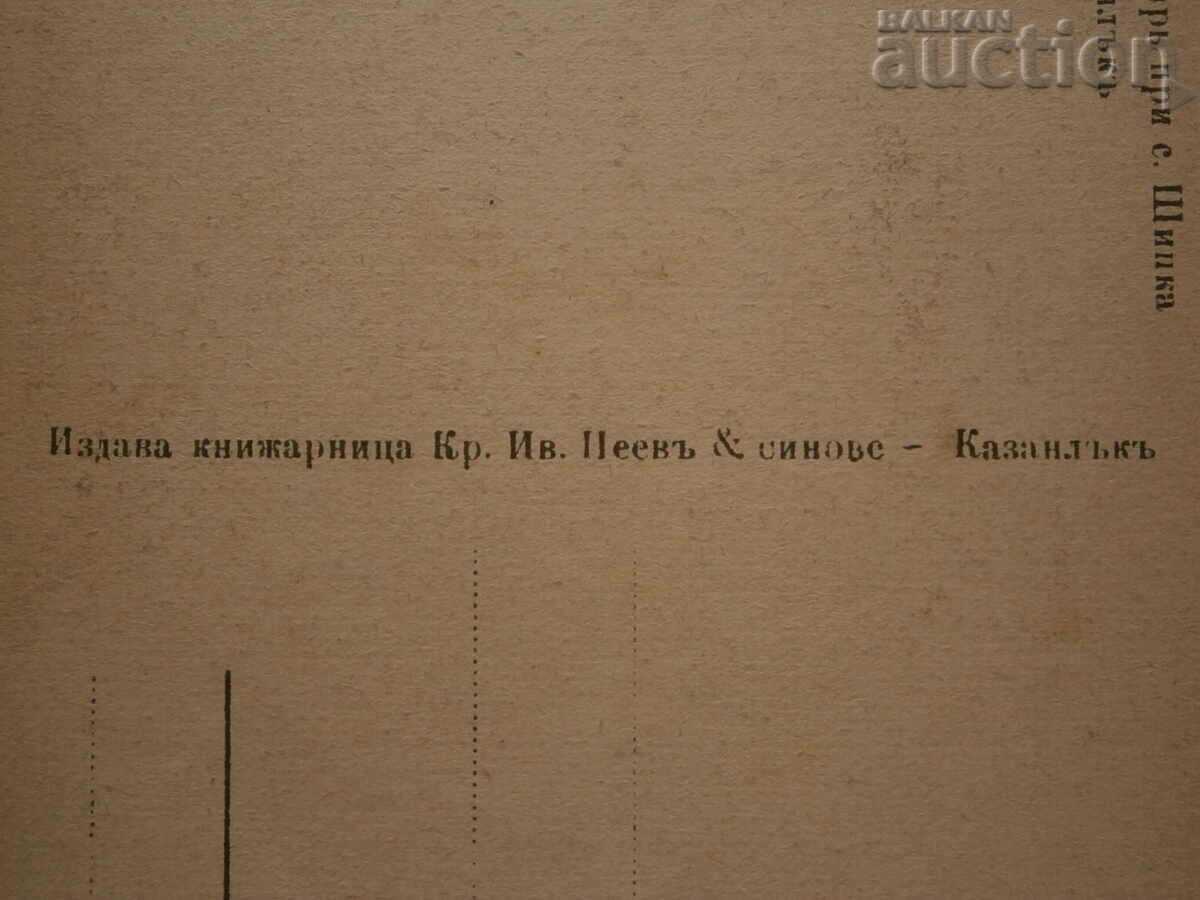 BALKAN
auction
при с. Шипка
Издава книжарница Кр. Ив. Пеевъ & синове – Казанлъкъ